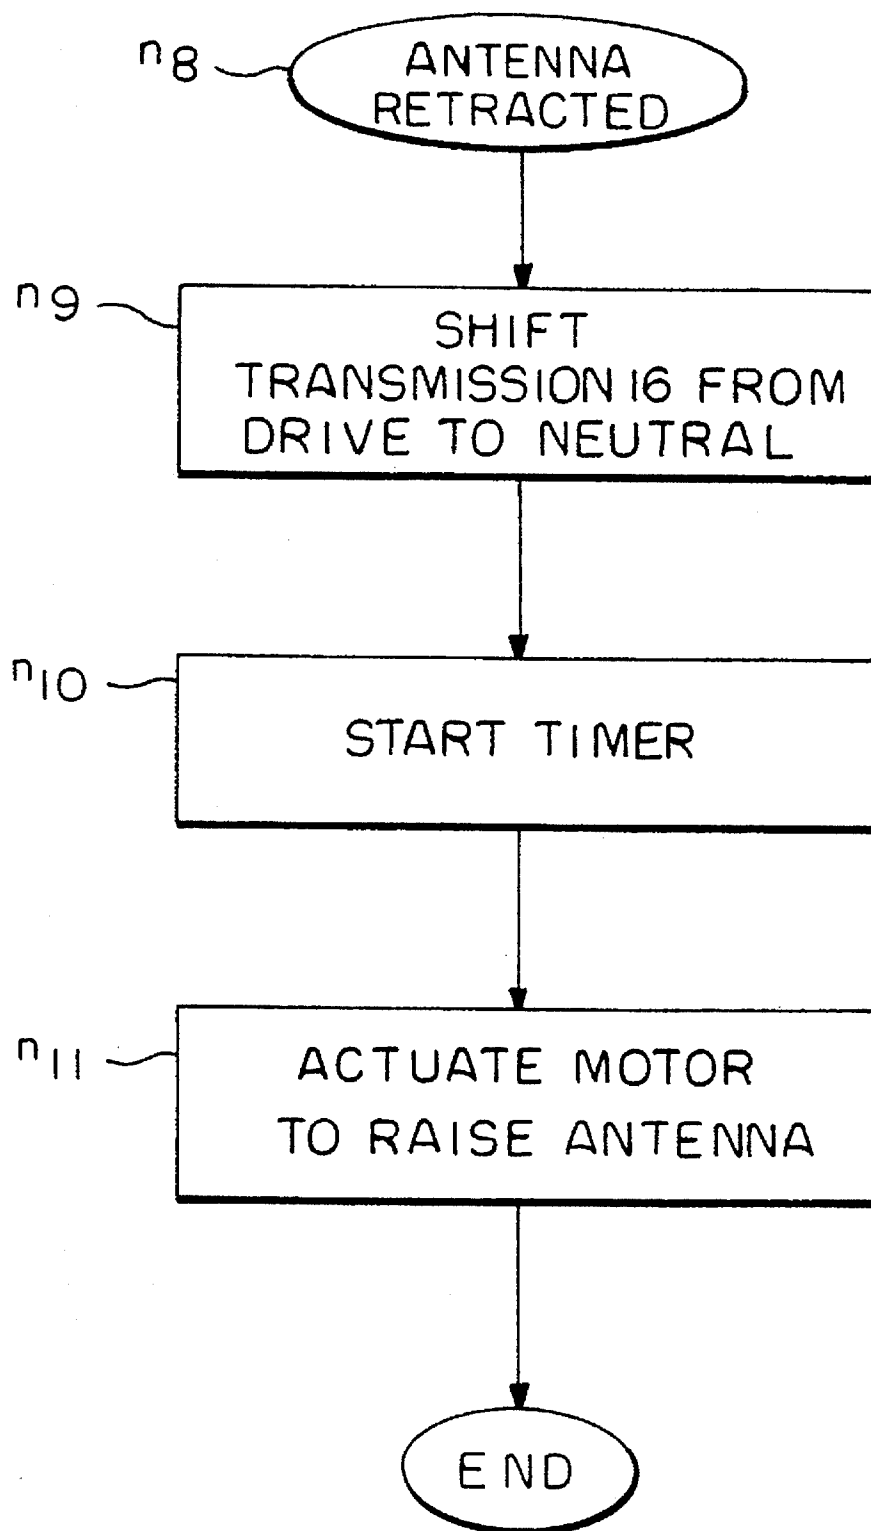 n8
ANTENNA
RETRACTED
n9
SHIFT
TRANSMISSION 16 FROM
DRIVE TO NEUTRAL
n10
START TIMER
n11
ACTUATE MOTOR
TO RAISE ANTENNA
END